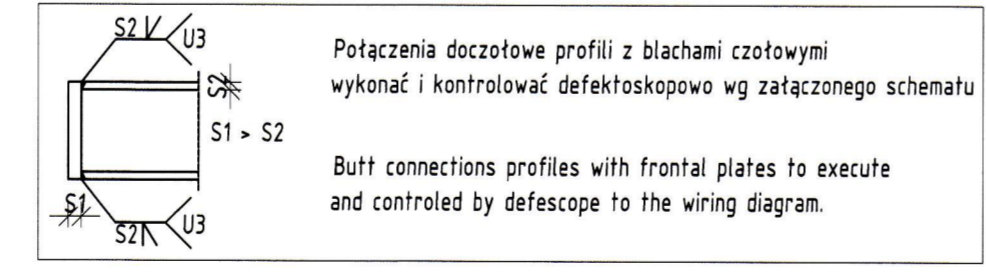 S2 U3
S2
S1 > S2
S1
S2 U3
Połączenia doczołowe profili z blachami czołowymi
wykonać i kontrolować defektoskopowo wg załączonego schematu
Butt connections profiles with frontal plates to execute
and controled by defescope to the wiring diagram.